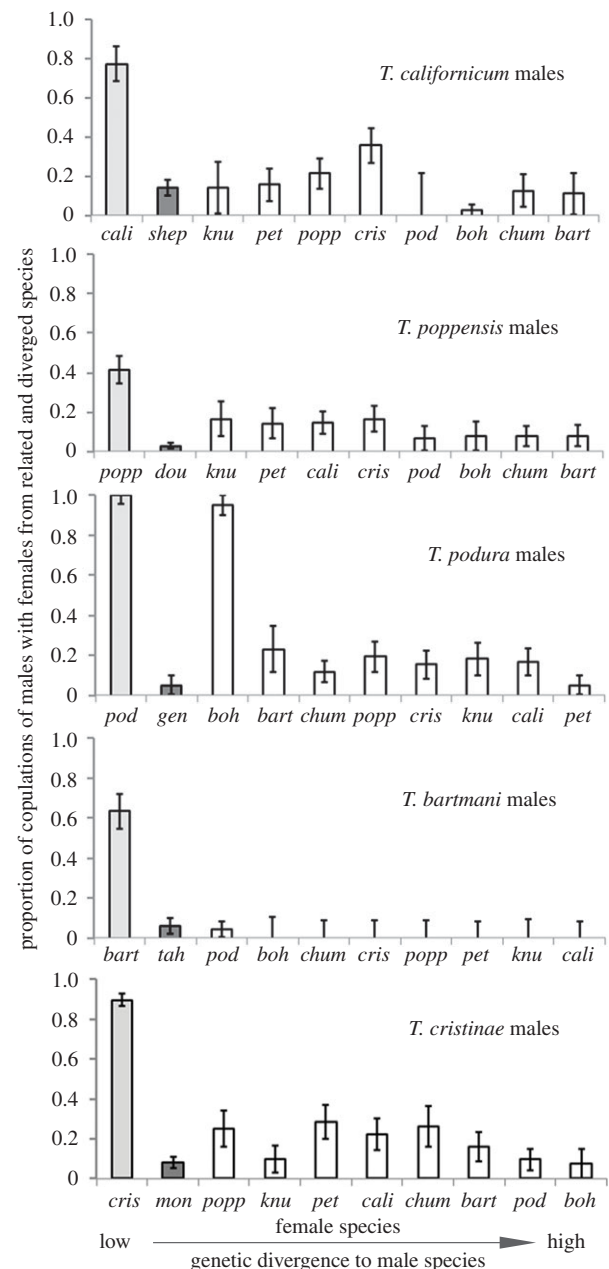 proportion of copulations of males with females from related and diverged species
1.0
0.8
0.6
0.4
0.2
0
T. californicum males
cali shep knu pet popp cris pod boh chum bart
1.0
0.8
0.6
0.4
0.2
0
T. poppensis males
popp dou knu pet cali cris pod boh chum bart
1.0
0.8
0.6
0.4
0.2
0
T. podura males
pod gen boh bart chum popp cris knu cali pet
1.0
0.8
0.6
0.4
0.2
0
T. bartmani males
bart tah pod boh chum cris popp pet knu cali
1.0
0.8
0.6
0.4
0.2
0
T. cristinae males
cris mon popp knu pet cali chum bart pod boh
female species
low high
genetic divergence to male species